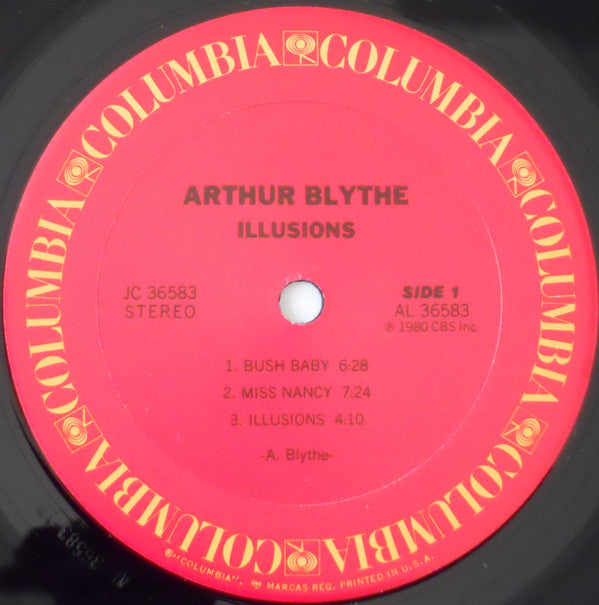 COLUMBIA COLUMBIA COLUMBIA COLUMBIA COLUMBIA COLUMBIA COLUMBIA COLUMBIA
ARTHUR BLYTHE
ILLUSIONS
JC 36583
STEREO
SIDE 1
AL 36583
℗ 1980 CBS Inc.
1. BUSH BABY 6:28
2. MISS NANCY 7:24
3. ILLUSIONS 4:10
-A. Blythe-
®"COLUMBIA", MARCAS REG. PRINTED IN U.S.A.